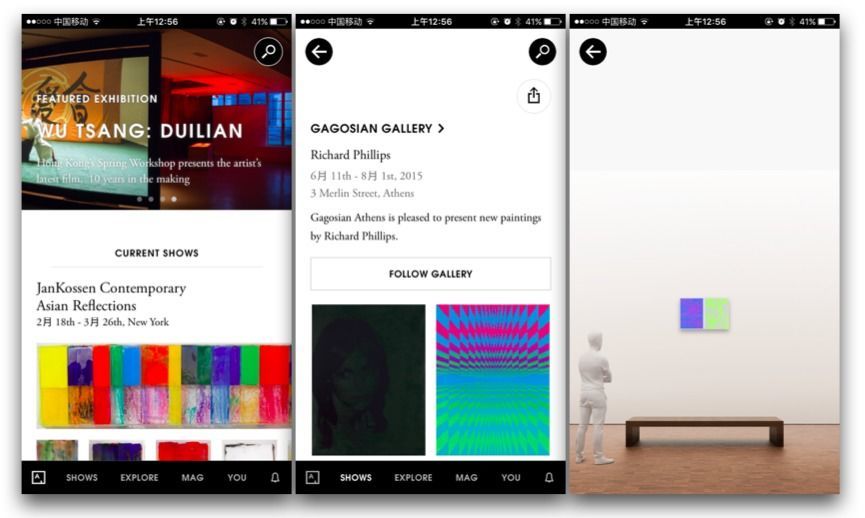 中国移动
上午12:56
41%
FEATURED EXHIBITION
WU TSANG: DUILIAN
Hong Kong's Spring Workshop presents the artist's
latest film, 10 years in the making
CURRENT SHOWS
JanKossen Contemporary
Asian Reflections
2月 18th - 3月 26th, New York
A
SHOWS
EXPLORE
MAG
YOU
中国移动
上午12:56
41%
GAGOSIAN GALLERY
Richard Phillips
6月 11th - 8月 1st, 2015
3 Merlin Street, Athens
Gagosian Athens is pleased to present new paintings
by Richard Phillips.
FOLLOW GALLERY
A
SHOWS
EXPLORE
MAG
YOU
中国移动
上午12:56
41%